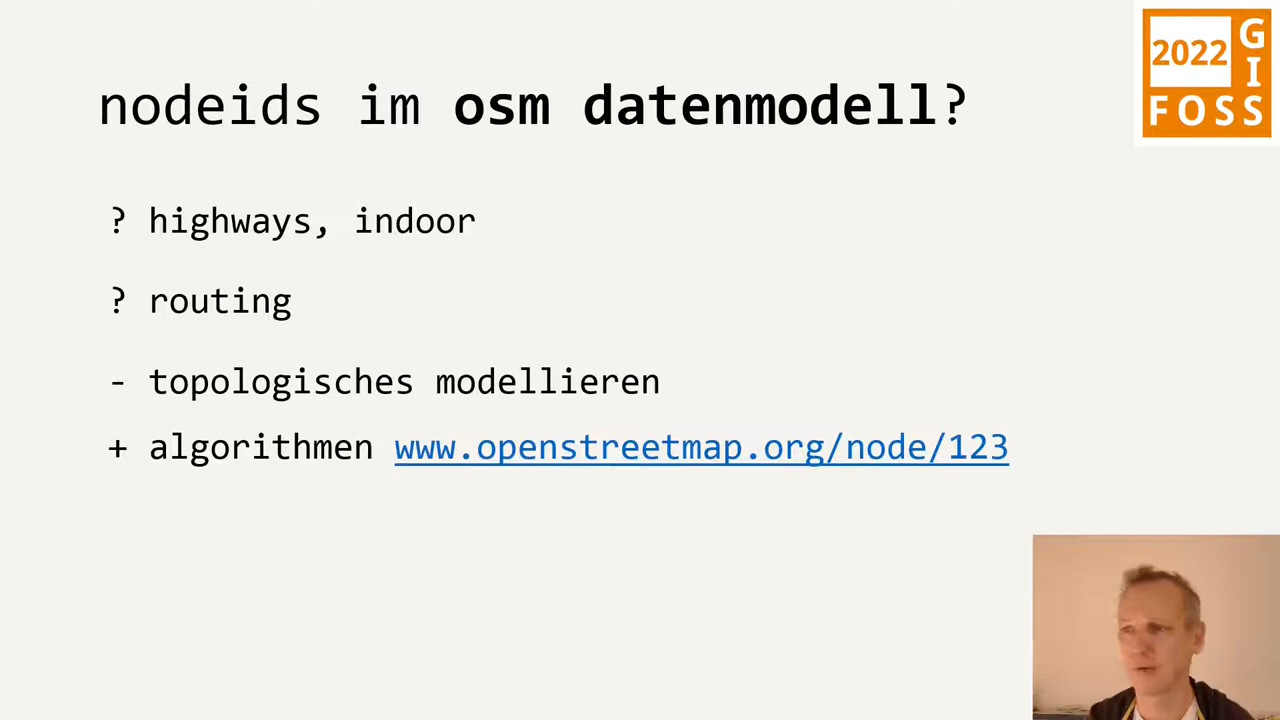 nodeids im osm datenmodell?
2022
GI
FOSS
? highways, indoor
? routing
- topologisches modellieren
+ algorithmen www.openstreetmap.org/node/123